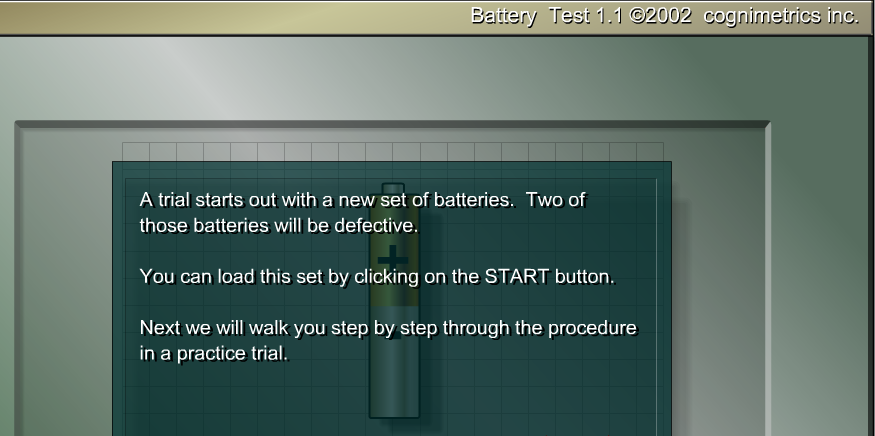 Battery Test 1.1 ©2002 cognimetrics inc.
A trial starts out with a new set of batteries. Two of
those batteries will be defective.
You can load this set by clicking on the START button.
Next we will walk you step by step through the procedure
in a practice trial.